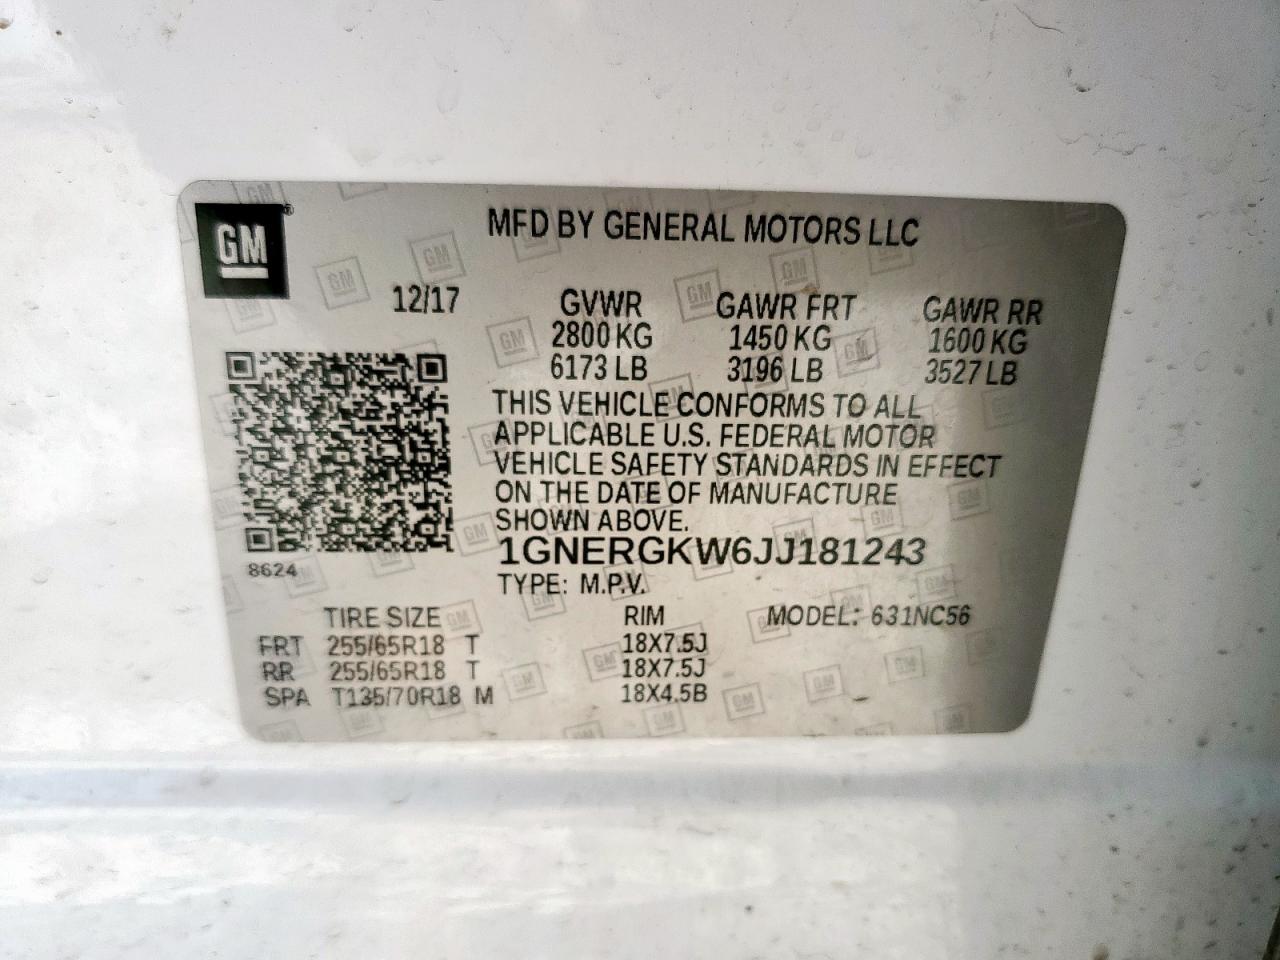 GM®
MFD BY GENERAL MOTORS LLC
12/17 GVWR GAWR FRT GAWR RR
2800 KG 1450 KG 1600 KG
6173 LB 3196 LB 3527 LB
THIS VEHICLE CONFORMS TO ALL
APPLICABLE U.S. FEDERAL MOTOR
VEHICLE SAFETY STANDARDS IN EFFECT
ON THE DATE OF MANUFACTURE
SHOWN ABOVE.
1GNERGKW6JJ181243
8624
TYPE: M.P.V.
TIRE SIZE RIM MODEL: 631NC56
FRT 255/65R18 T 18X7.5J
RR 255/65R18 T 18X7.5J
SPA T135/70R18 M 18X4.5B